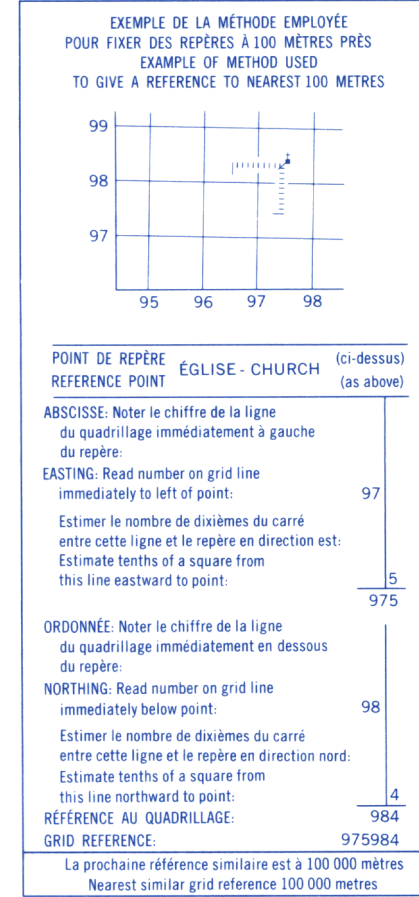 EXEMPLE DE LA MÉTHODE EMPLOYÉE
POUR FIXER DES REPÈRES À 100 MÈTRES PRÈS
EXAMPLE OF METHOD USED
TO GIVE A REFERENCE TO NEAREST 100 METRES
99
98
97
95 96 97 98
POINT DE REPÈRE
REFERENCE POINT
ÉGLISE - CHURCH
(ci-dessus)
(as above)
ABSCISSE: Noter le chiffre de la ligne
du quadrillage immédiatement à gauche
du repère:
EASTING: Read number on grid line
immediately to left of point: 97
Estimer le nombre de dixièmes du carré
entre cette ligne et le repère en direction est:
Estimate tenths of a square from
this line eastward to point: 5
975
ORDONNÉE: Noter le chiffre de la ligne
du quadrillage immédiatement en dessous
du repère:
NORTHING: Read number on grid line
immediately below point: 98
Estimer le nombre de dixièmes du carré
entre cette ligne et le repère en direction nord:
Estimate tenths of a square from
this line northward to point: 4
RÉFÉRENCE AU QUADRILLAGE: 984
GRID REFERENCE: 975984
La prochaine référence similaire est à 100 000 mètres
Nearest similar grid reference 100 000 metres